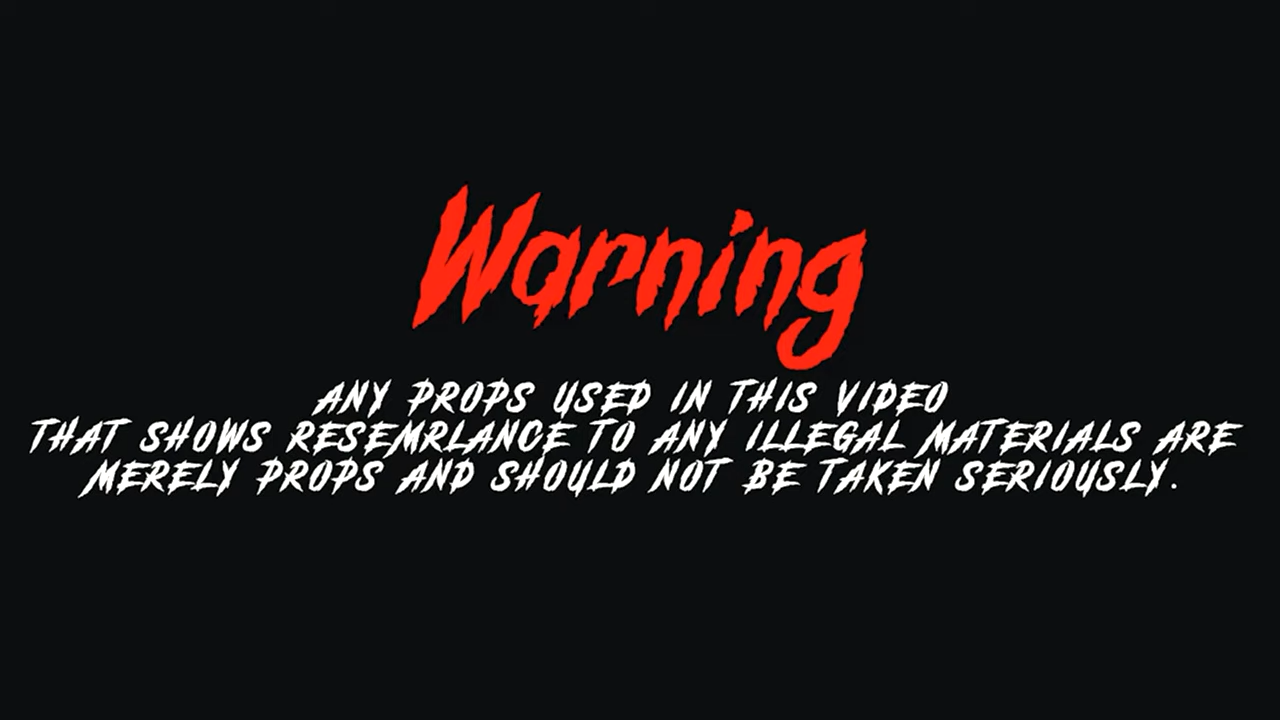 Warning
ANY PROPS USED IN THIS VIDEO
THAT SHOWS RESEMRLANCE TO ANY ILLEGAL MATERIALS ARE
MERELY PROPS AND SHOULD NOT BE TAKEN SERIOUSLY.